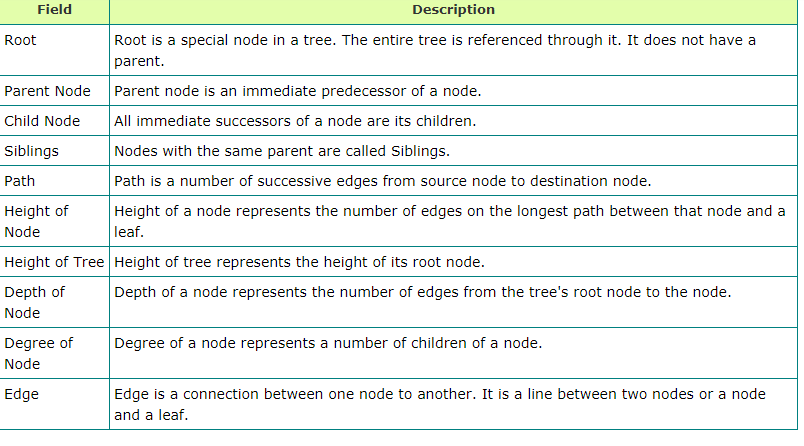 Field Description
Root Root is a special node in a tree. The entire tree is referenced through it. It does not have a
parent.
Parent Node Parent node is an immediate predecessor of a node.
Child Node All immediate successors of a node are its children.
Siblings Nodes with the same parent are called Siblings.
Path Path is a number of successive edges from source node to destination node.
Height of Height of a node represents the number of edges on the longest path between that node and a
Node leaf.
Height of Tree Height of tree represents the height of its root node.
Depth of Depth of a node represents the number of edges from the tree's root node to the node.
Node
Degree of Degree of a node represents a number of children of a node.
Node
Edge Edge is a connection between one node to another. It is a line between two nodes or a node
and a leaf.